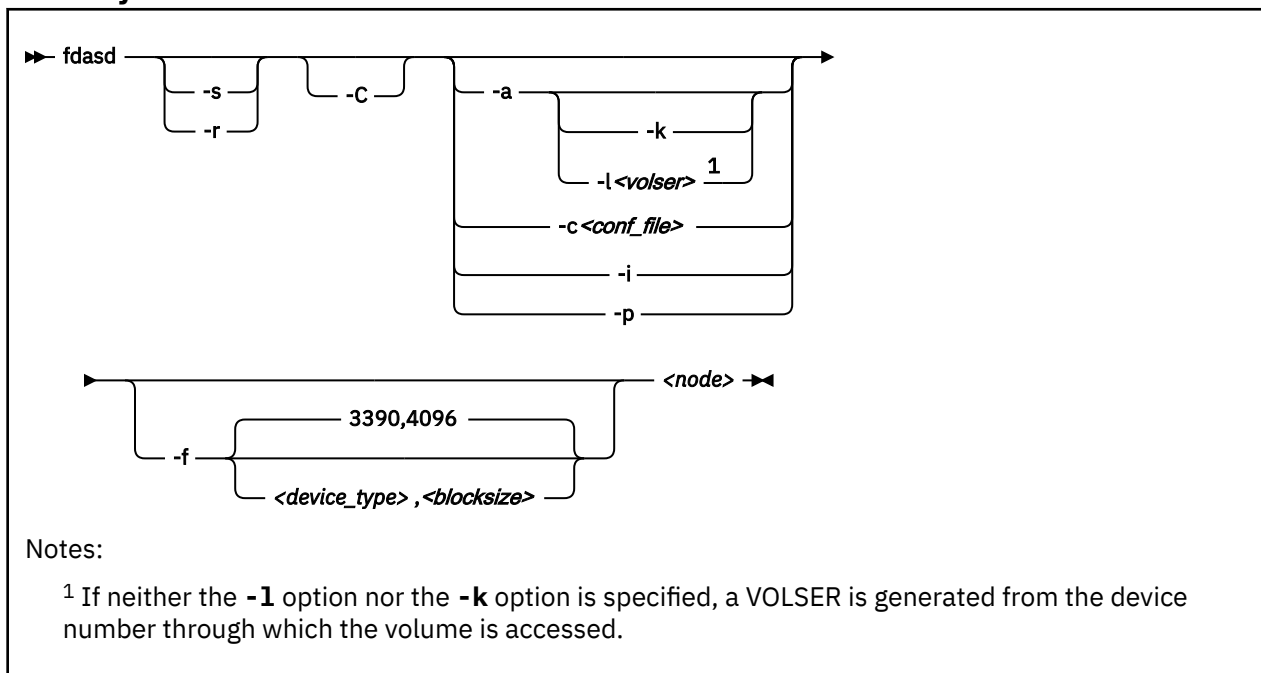 fdasd
-s
-r
-C
-a
-k
-l<volser> 1
-c<conf_file>
-i
-p
<node>
3390,4096
-f
<device_type> ,<blocksize>
Notes:
1 If neither the -l option nor the -k option is specified, a VOLSER is generated from the device
number through which the volume is accessed.